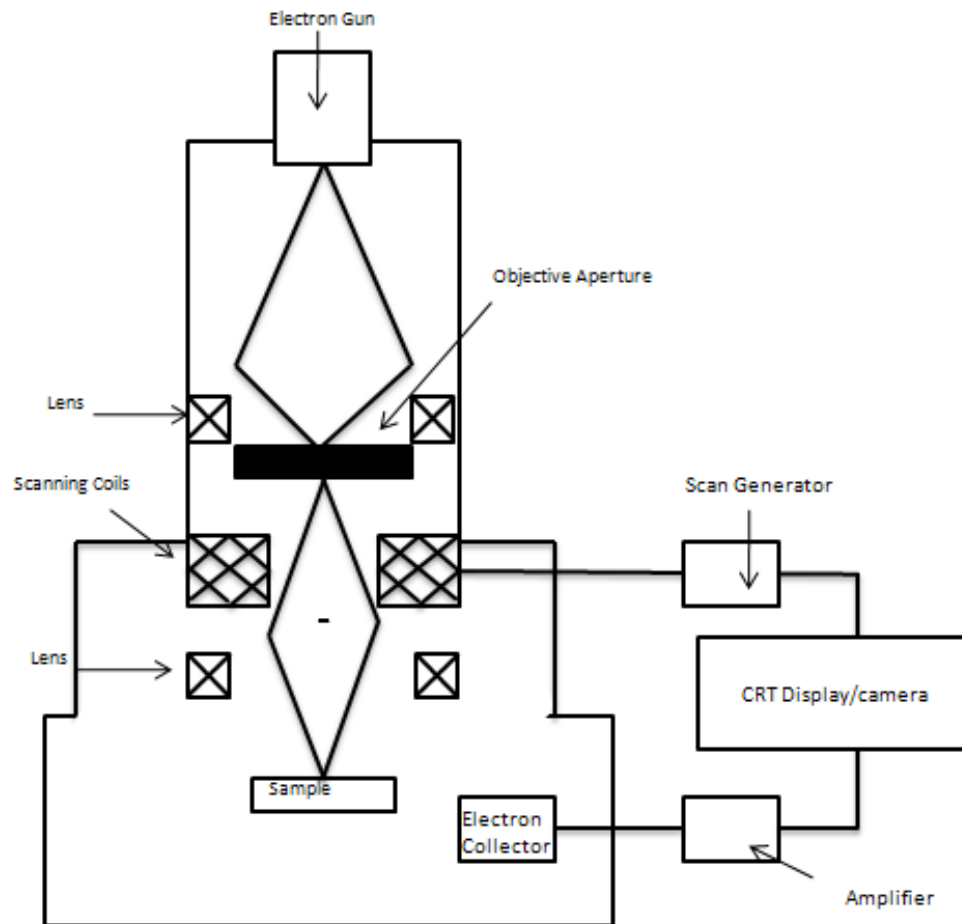 Electron Gun
Objective Aperture
Lens
Scanning Coils
Scan Generator
Lens
CRT Display/camera
Sample
Electron
Collector
Amplifier